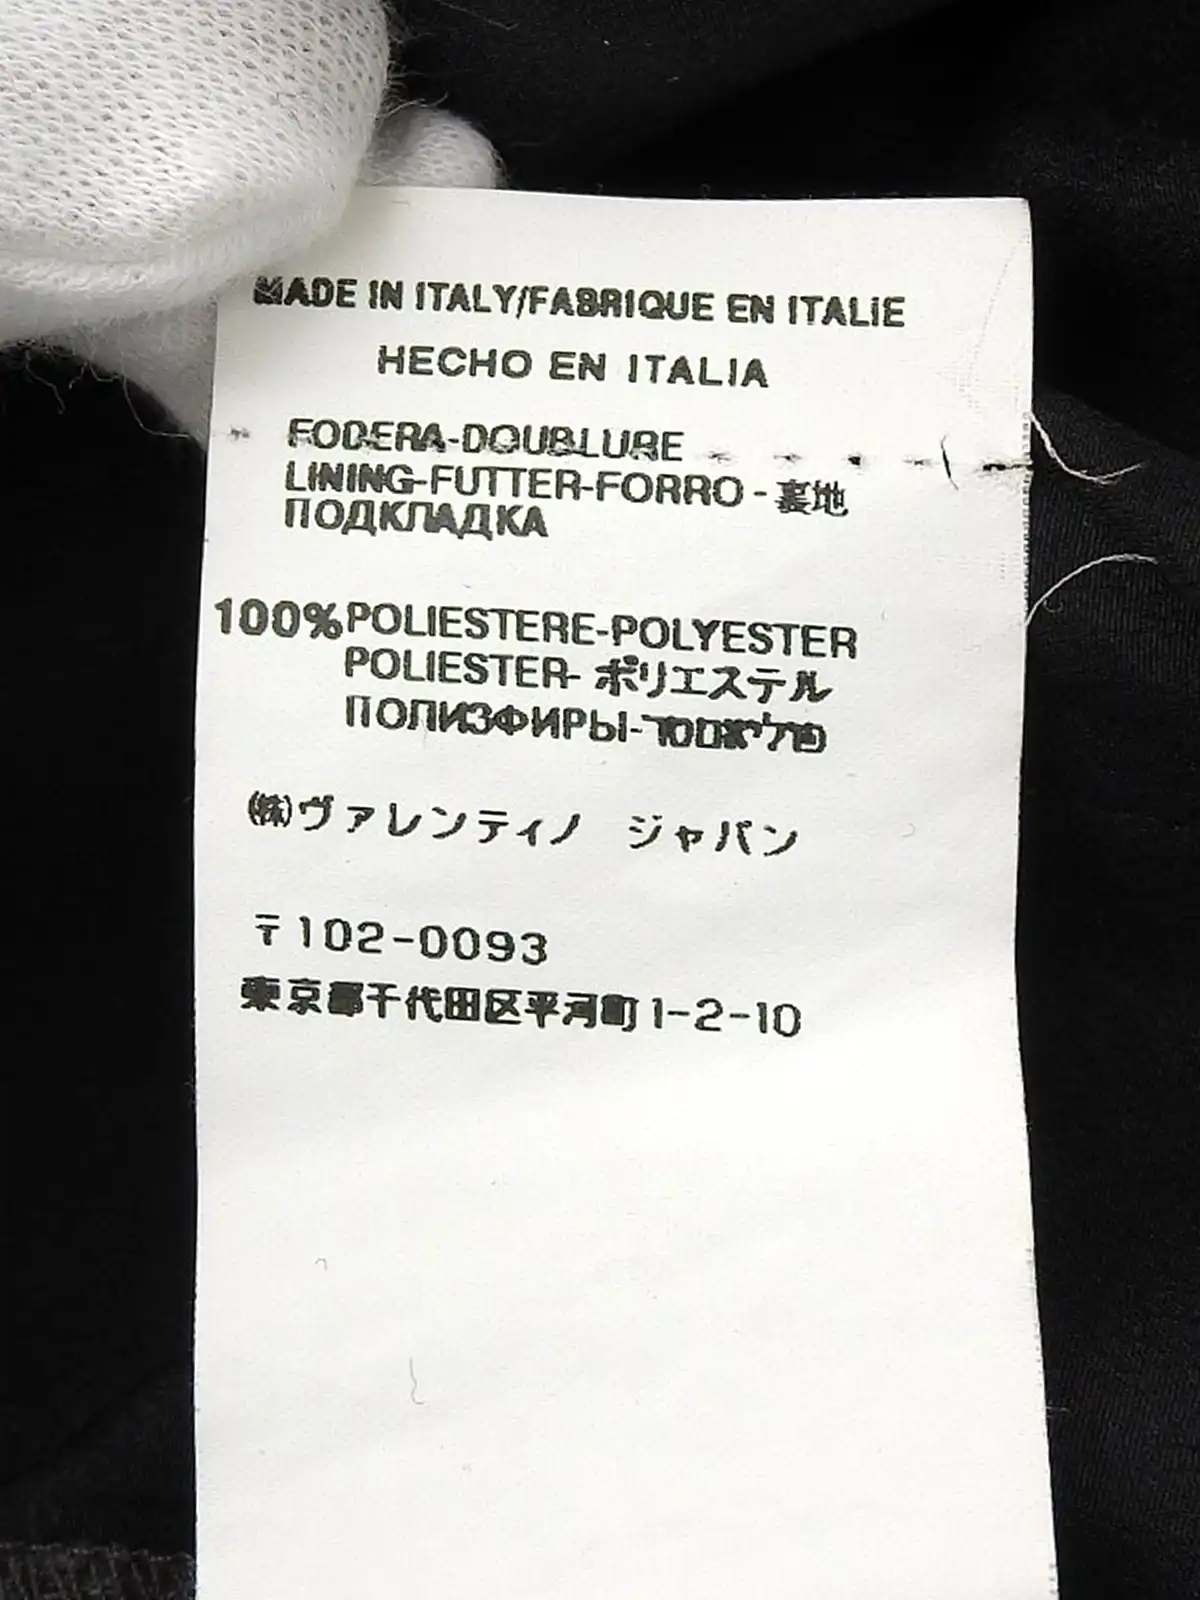 MADE IN ITALY/FABRIQUE EN ITALIE
HECHO EN ITALIA
FODERA-DOUBLURE
LINING-FUTTER-FORRO - 裏地
ПОДКЛАДКА
100% POLIESTERE-POLYESTER
POLIESTER- ポリエステル
ПОЛИЭФИРЫ-
㈱ヴァレンティノ ジャパン
〒102-0093
東京都千代田区平河町1-2-10